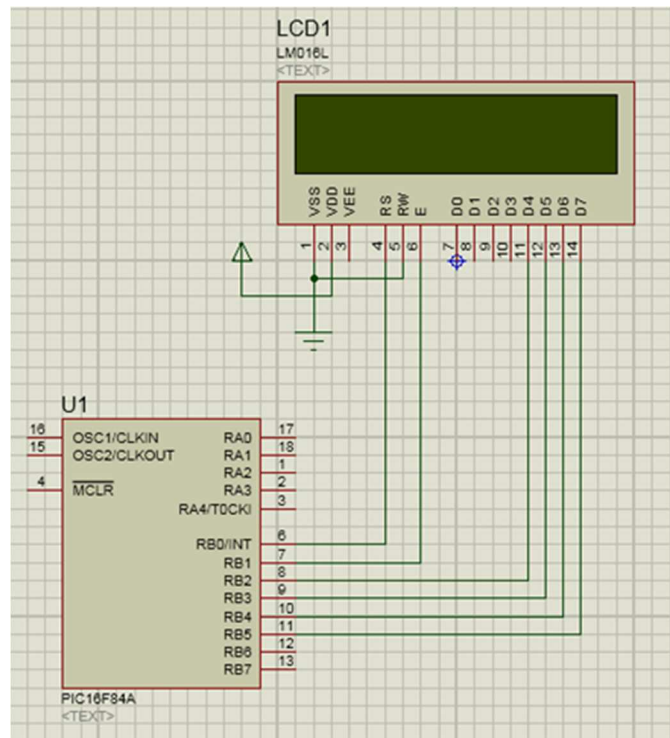 LCD1
LM016L
<TEXT>
VSS VDD VEE RS RW E D0 D1 D2 D3 D4 D5 D6 D7
1 2 3 4 5 6 7 8 9 10 11 12 13 14
U1
16 OSC1/CLKIN RA0 17
15 OSC2/CLKOUT RA1 18
RA2 1
4 MCLR RA3 2
RA4/T0CKI 3
RB0/INT 6
RB1 7
RB2 8
RB3 9
RB4 10
RB5 11
RB6 12
RB7 13
PIC16F84A
<TEXT>